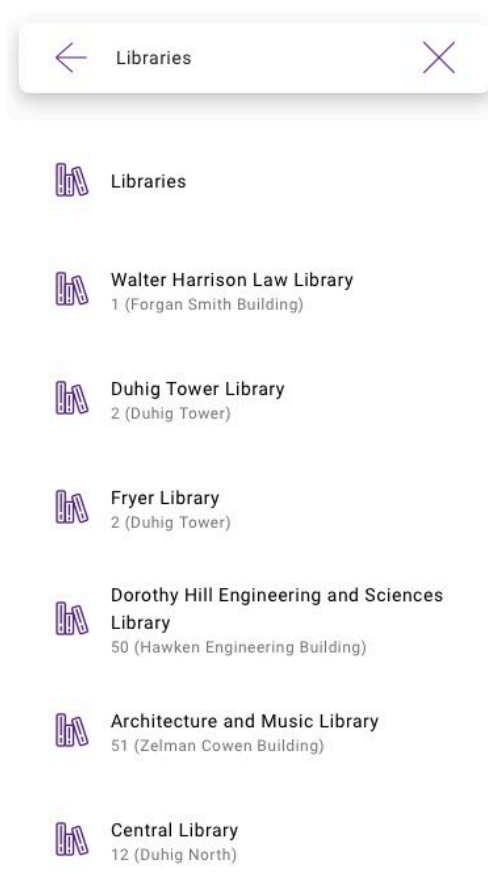 Libraries
Libraries
Walter Harrison Law Library
1 (Forgan Smith Building)
Duhig Tower Library
2 (Duhig Tower)
Fryer Library
2 (Duhig Tower)
Dorothy Hill Engineering and Sciences
Library
50 (Hawken Engineering Building)
Architecture and Music Library
51 (Zelman Cowen Building)
Central Library
12 (Duhig North)